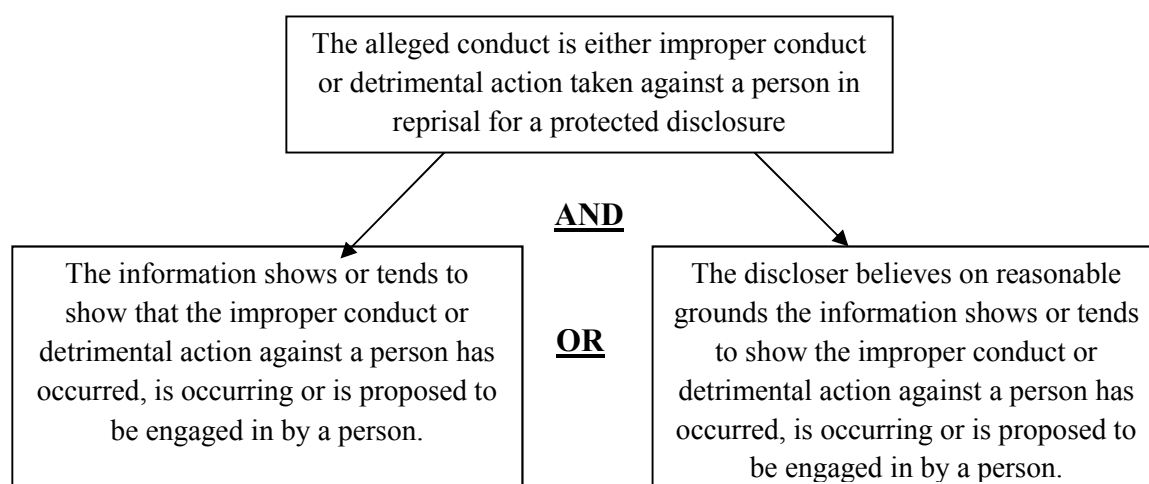 The alleged conduct is either improper conduct
or detrimental action taken against a person in
reprisal for a protected disclosure
AND
The information shows or tends to
show that the improper conduct or
detrimental action against a person has
occurred, is occurring or is proposed to
be engaged in by a person.
OR
The discloser believes on reasonable
grounds the information shows or tends
to show the improper conduct or
detrimental action against a person has
occurred, is occurring or is proposed to
be engaged in by a person.